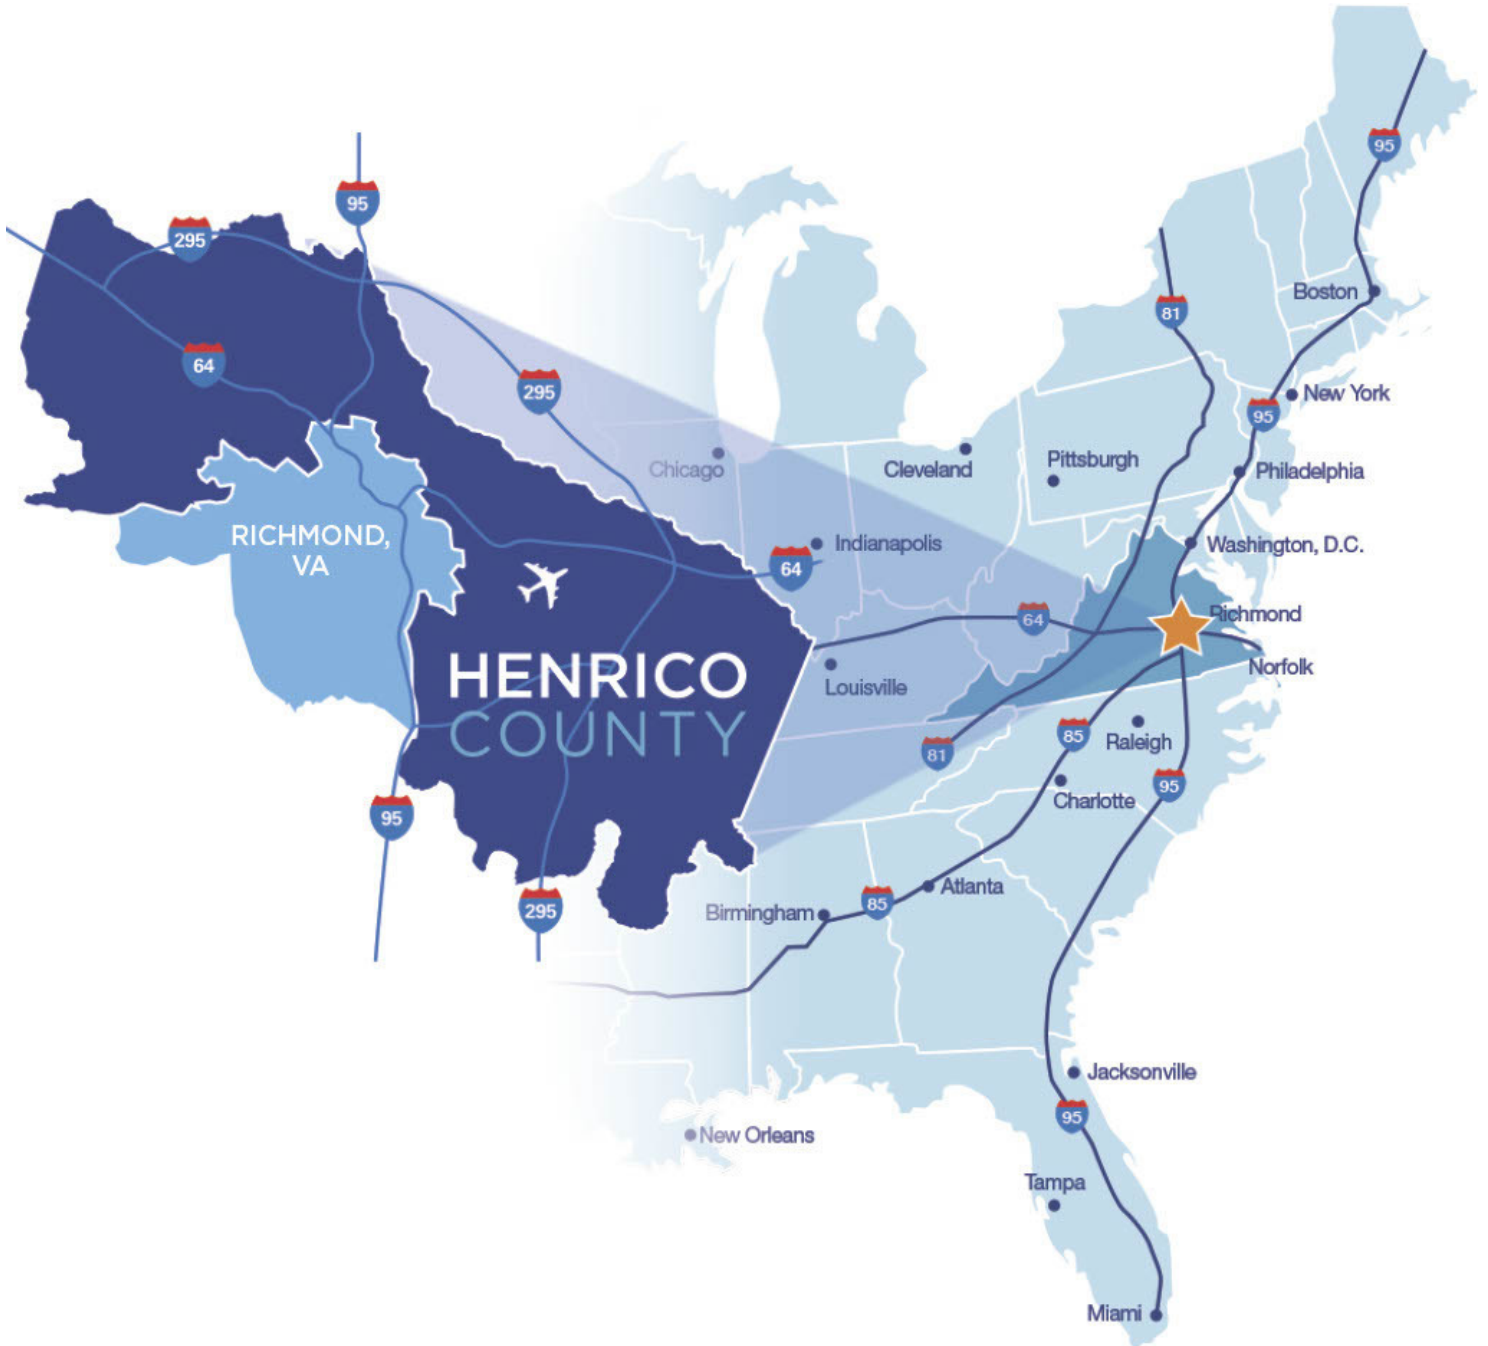 95
295
64
295
RICHMOND,
VA
64
HENRICO
COUNTY
95
295
95
Boston
81
New York
95
Chicago
Cleveland
Pittsburgh
Philadelphia
Indianapolis
Washington, D.C.
64
Richmond
Louisville
Norfolk
81
85
Raleigh
95
Charlotte
Atlanta
85
Birmingham
Jacksonville
95
New Orleans
Tampa
Miami